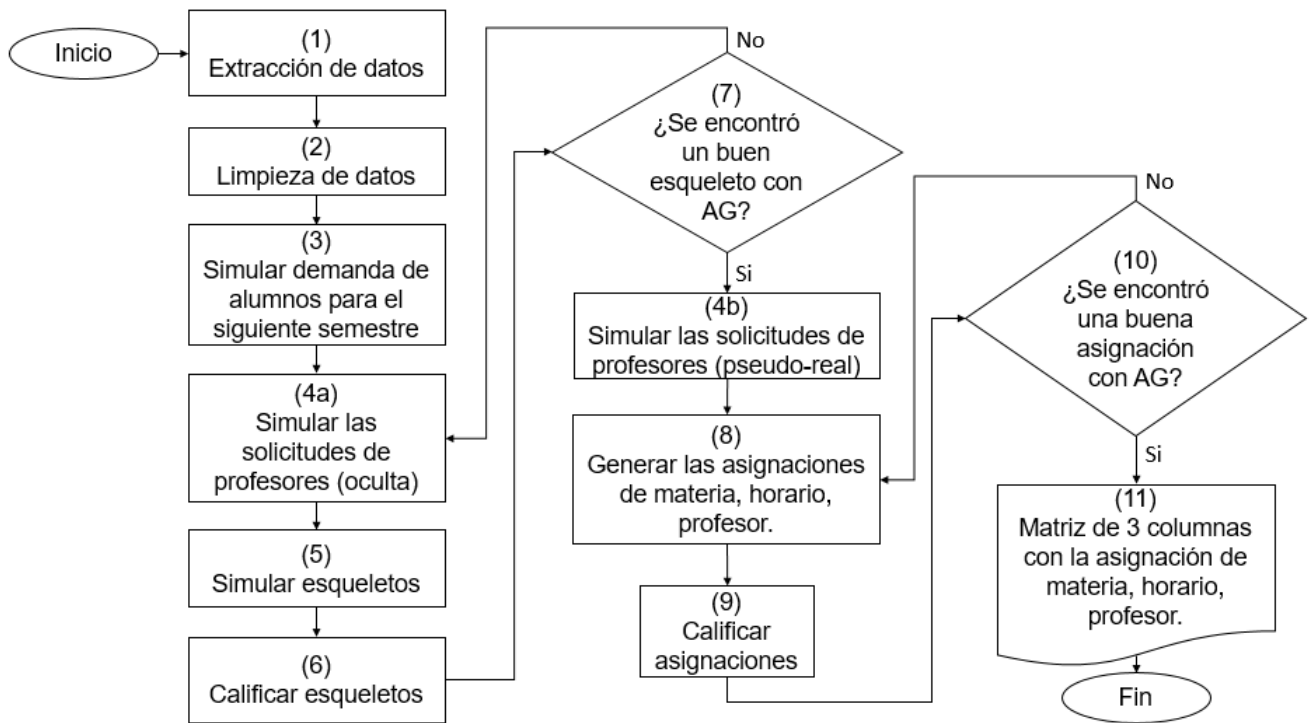 Inicio
(1)
Extracción de datos
(2)
Limpieza de datos
(3)
Simular demanda de
alumnos para el
siguiente semestre
(4a)
Simular las
solicitudes de
profesores (oculta)
(5)
Simular esqueletos
(6)
Calificar esqueletos
No
(7)
¿Se encontró
un buen
esqueleto con
AG?
Si
(4b)
Simular las solicitudes de
profesores (pseudo-real)
(8)
Generar las asignaciones
de materia, horario,
profesor.
(9)
Calificar
asignaciones
No
(10)
¿Se encontró
una buena
asignación
con AG?
Si
(11)
Matriz de 3 columnas
con la asignación de
materia, horario,
profesor.
Fin